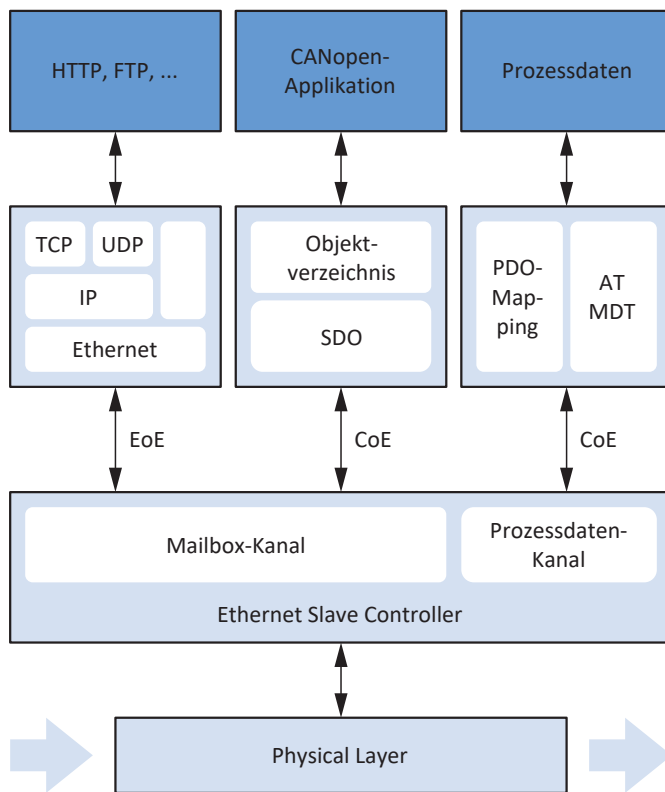 HTTP, FTP, ...
CANopen-
Applikation
Prozessdaten
TCP
UDP
IP
Ethernet
Objekt-
verzeichnis
SDO
PDO-
Map-
ping
AT
MDT
EoE
CoE
CoE
Mailbox-Kanal
Prozessdaten-
Kanal
Ethernet Slave Controller
Physical Layer